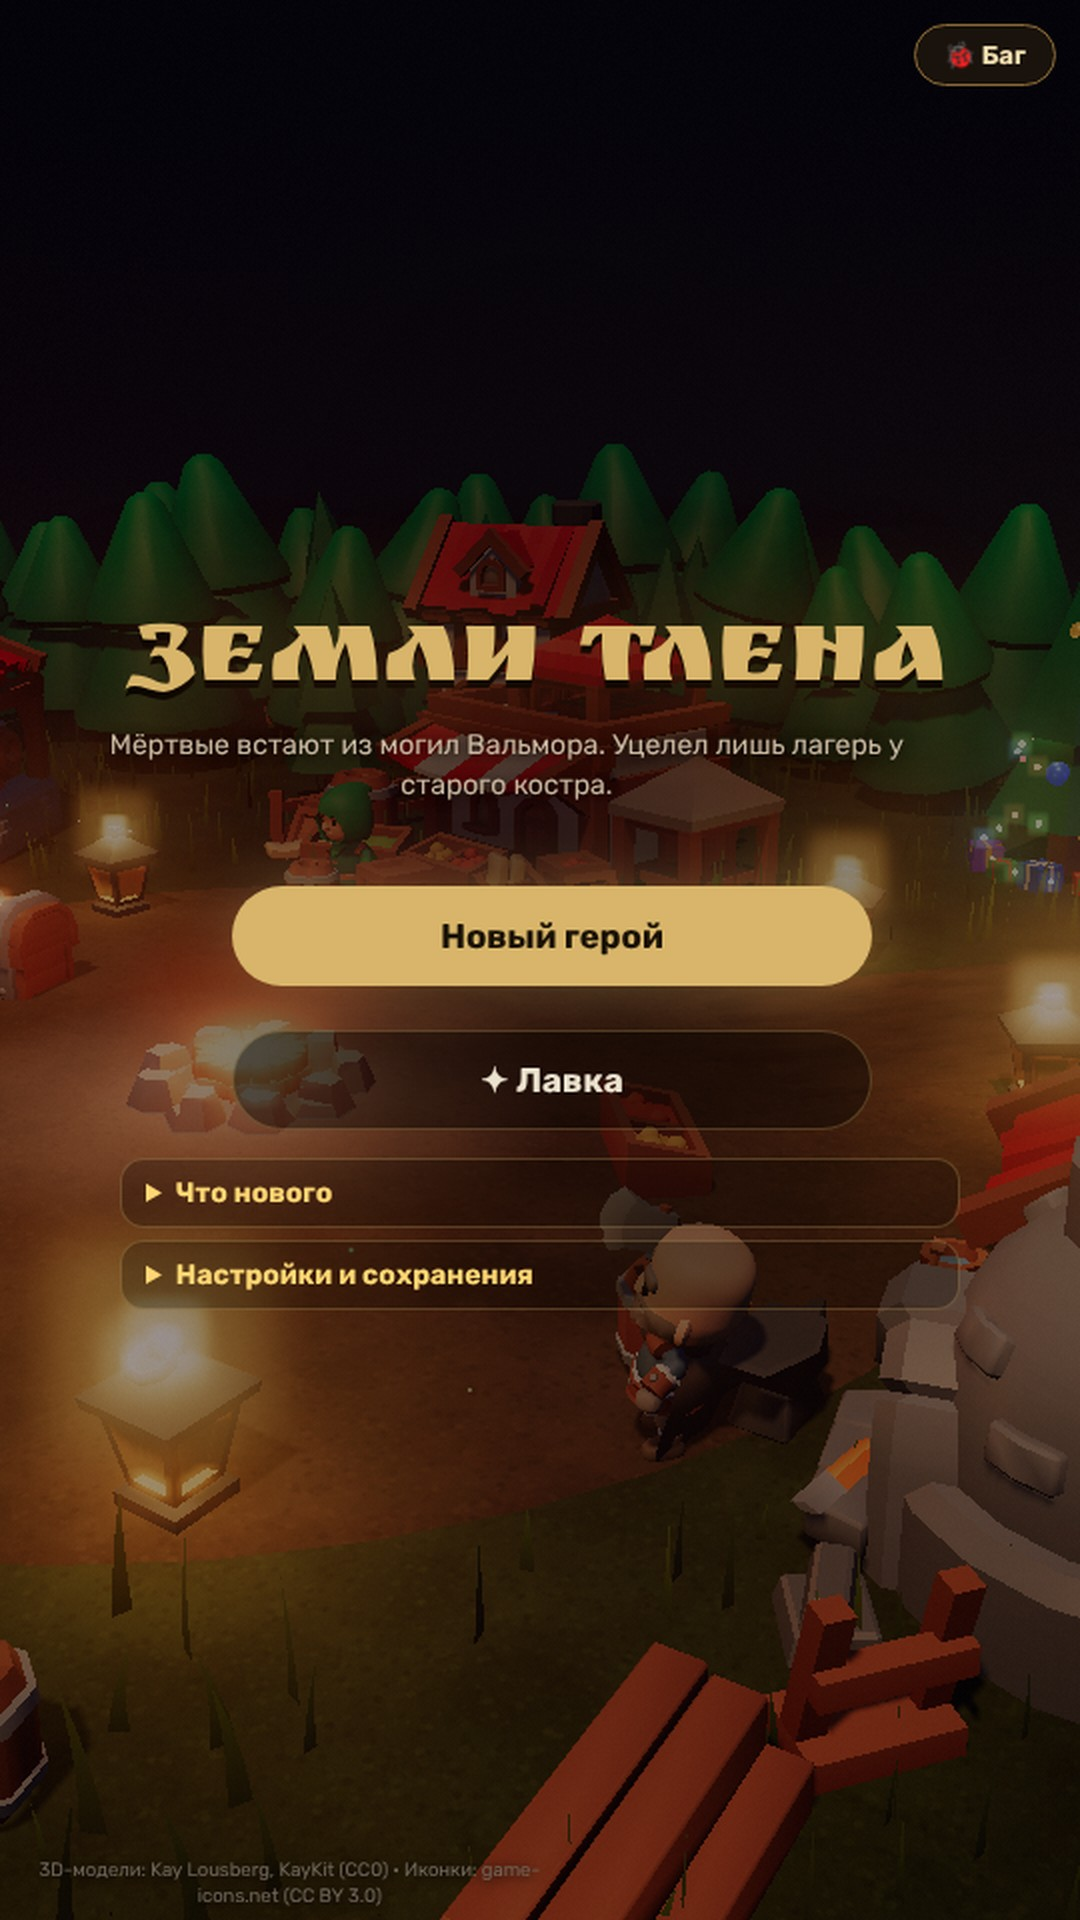 🐞 Баг
ЗЕМЛИ ТЛЕНА
Мёртвые встают из могил Вальмора. Уцелел лишь лагерь у
старого костра.
Новый герой
✦ Лавка
▶ Что нового
▶ Настройки и сохранения
3D-модели: Kay Lousberg, KayKit (CC0) • Иконки: game-
icons.net (CC BY 3.0)